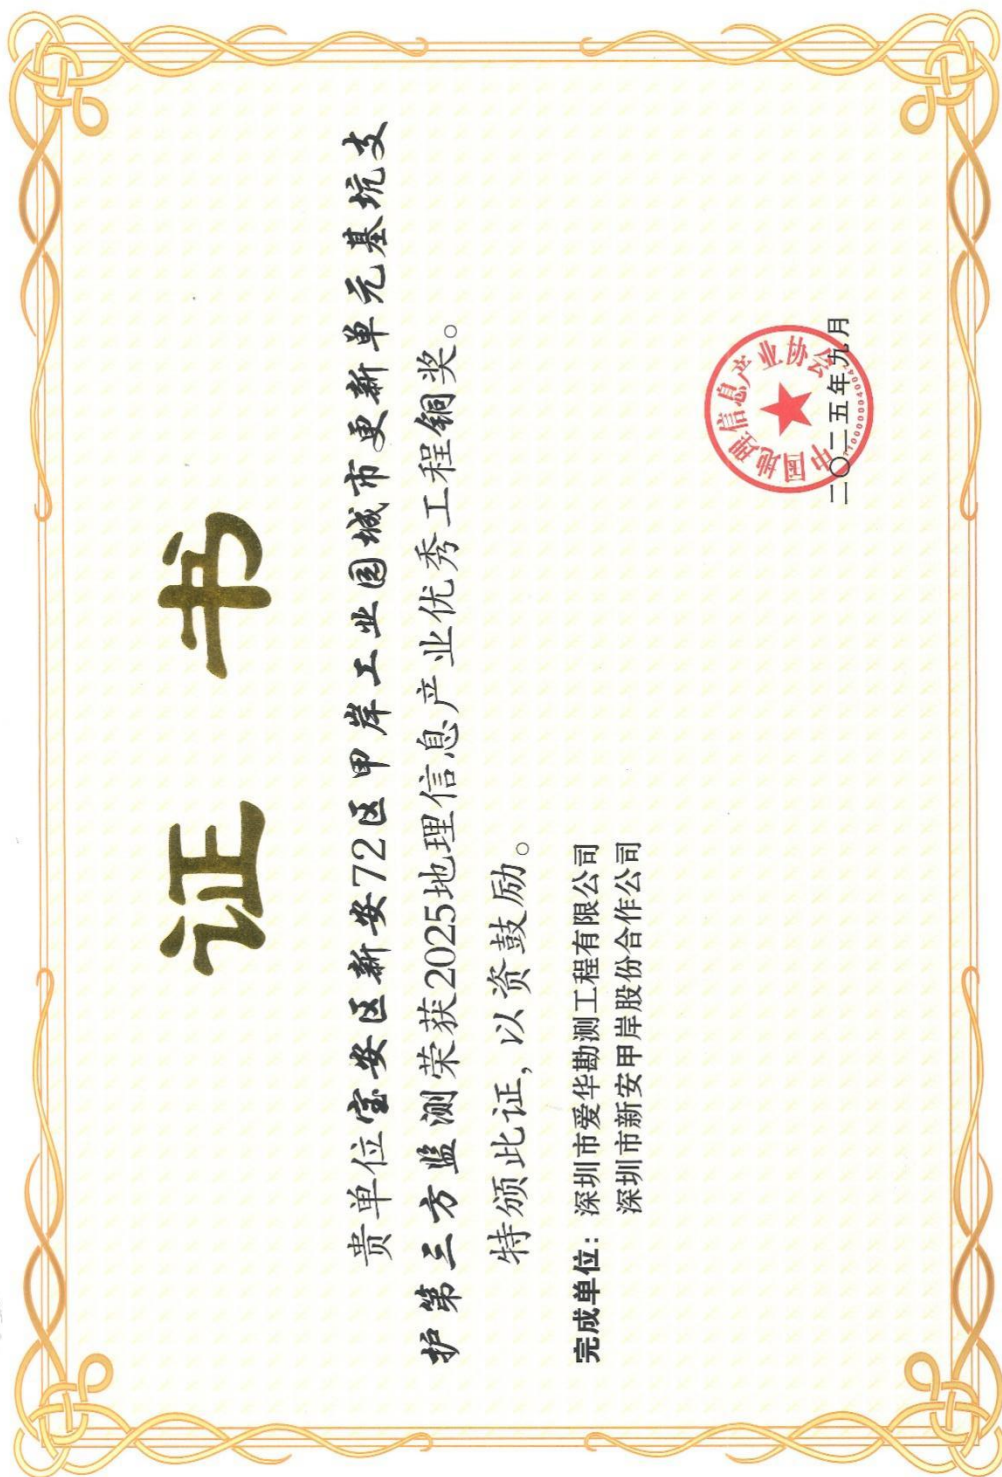 证书
贵单位宝安区新安72区甲岸工业园城市更新单元基坑支
护第三方监测荣获2025地理信息产业优秀工程铜奖。
特颁此证，以资鼓励。
完成单位：深圳市爱华勘测工程有限公司
深圳市新安甲岸股份合作公司
中国地理信息产业协会
二〇二五年九月